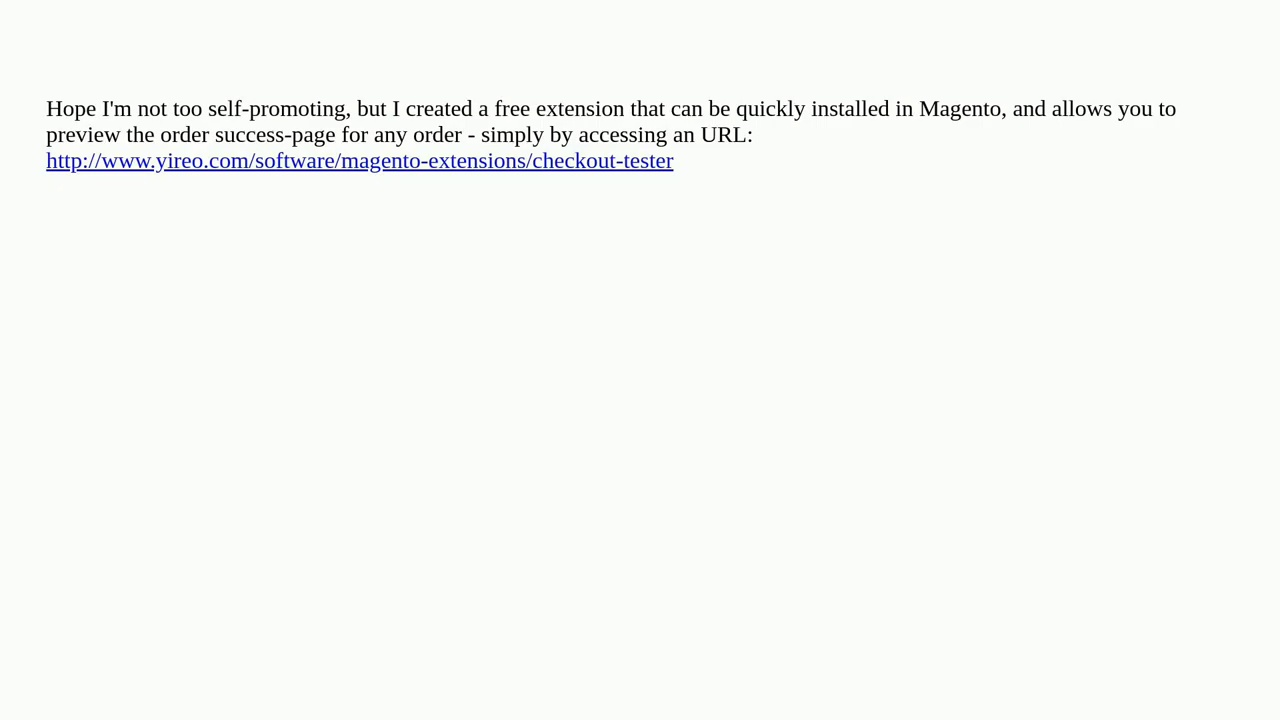 Hope I'm not too self-promoting, but I created a free extension that can be quickly installed in Magento, and allows you to
preview the order success-page for any order - simply by accessing an URL:
http://www.yireo.com/software/magento-extensions/checkout-tester